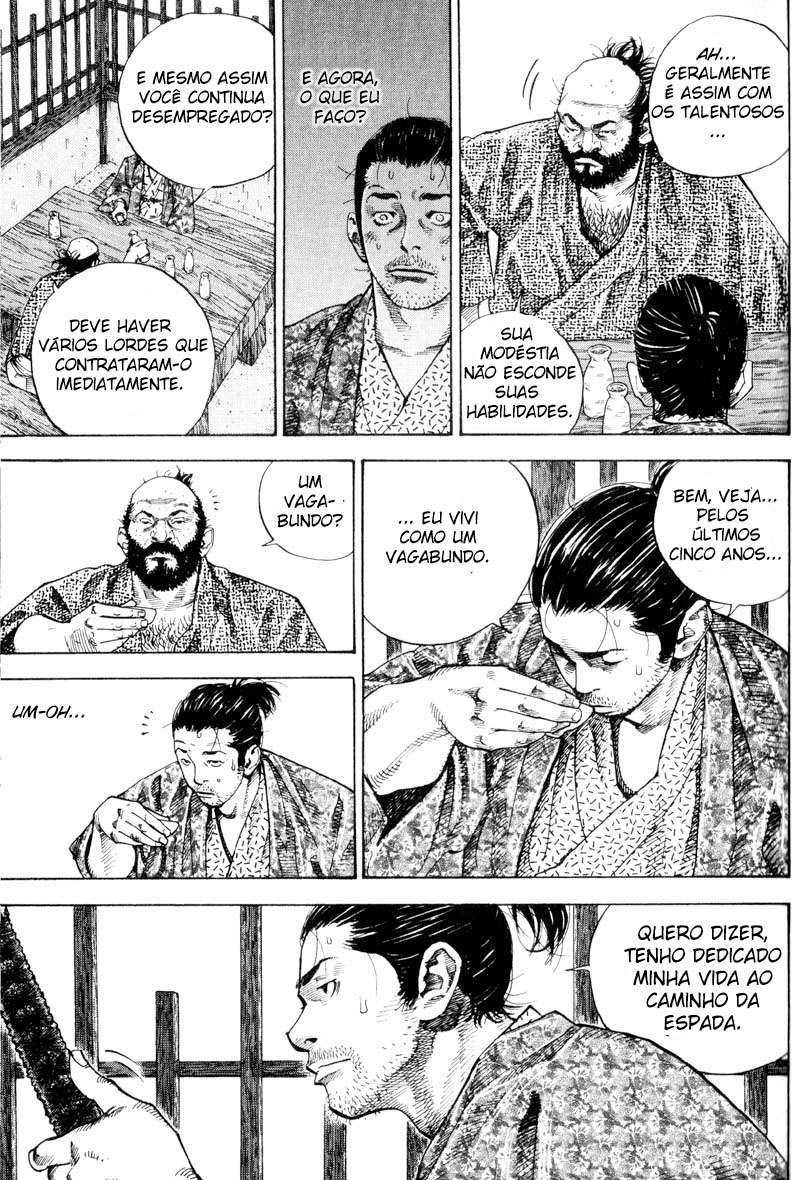 AH...
GERALMENTE
É ASSIM COM
OS TALENTOSOS
...
SUA
MODÉSTIA
NÃO ESCONDE
SUAS
HABILIDADES.
E AGORA,
O QUE EU
FAÇO?
E MESMO ASSIM
VOCÊ CONTINUA
DESEMPREGADO?
DEVE HAVER
VÁRIOS LORDES QUE
CONTRATARAM-O
IMEDIATAMENTE.
BEM, VEJA...
PELOS
ÚLTIMOS
CINCO ANOS...
... EU VIVI
COMO UM
VAGABUNDO.
UM
VAGA-
BUNDO?
UM-OH...
QUERO DIZER,
TENHO DEDICADO
MINHA VIDA AO
CAMINHO DA
ESPADA.